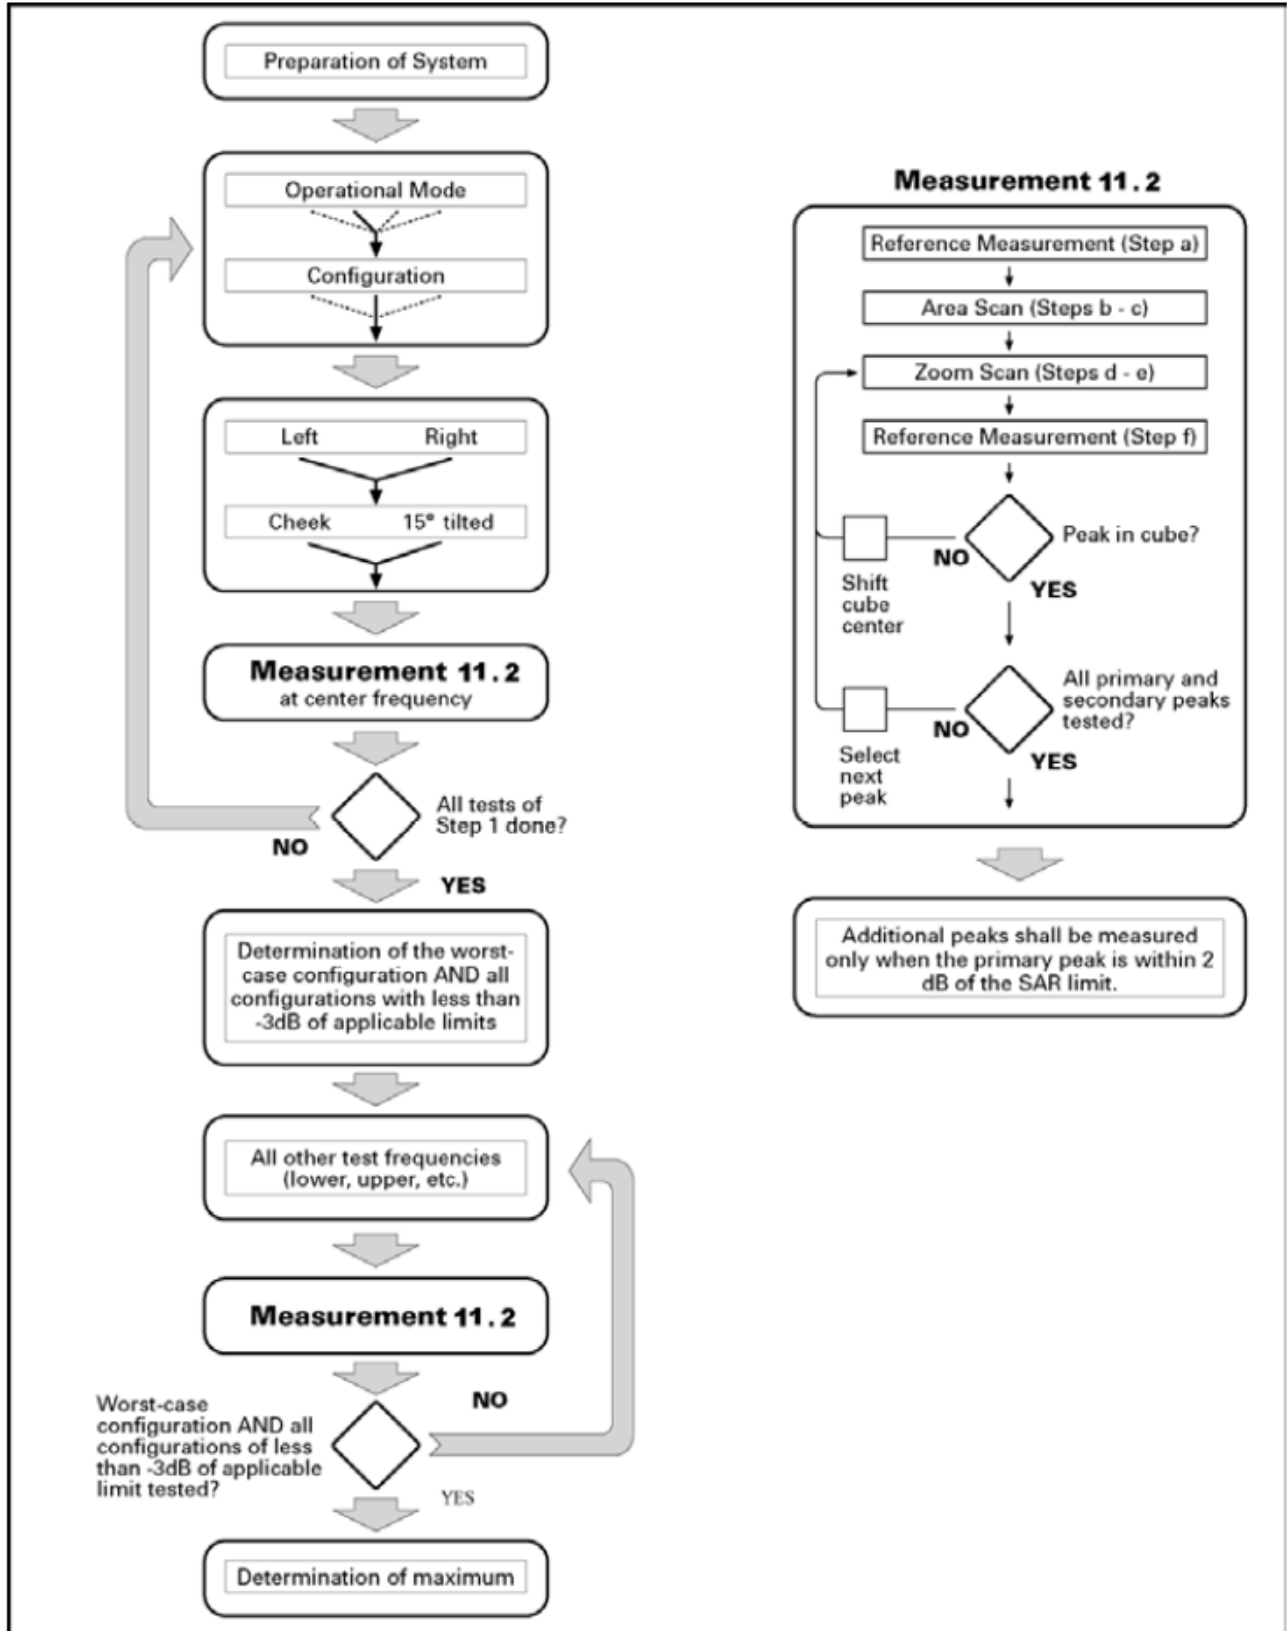 Preparation of System
Operational Mode
Configuration
Left Right
Cheek 15° tilted
Measurement 11.2
at center frequency
All tests of
Step 1 done?
NO
YES
Determination of the worst-
case configuration AND all
configurations with less than
-3dB of applicable limits
All other test frequencies
(lower, upper, etc.)
Measurement 11.2
NO
Worst-case
configuration AND all
configurations of less
than -3dB of applicable
limit tested?
YES
Determination of maximum
Measurement 11.2
Reference Measurement (Step a)
Area Scan (Steps b - c)
Zoom Scan (Steps d - e)
Reference Measurement (Step f)
Peak in cube?
NO
YES
Shift
cube
center
All primary and
secondary peaks
tested?
NO
YES
Select
next
peak
Additional peaks shall be measured
only when the primary peak is within 2
dB of the SAR limit.